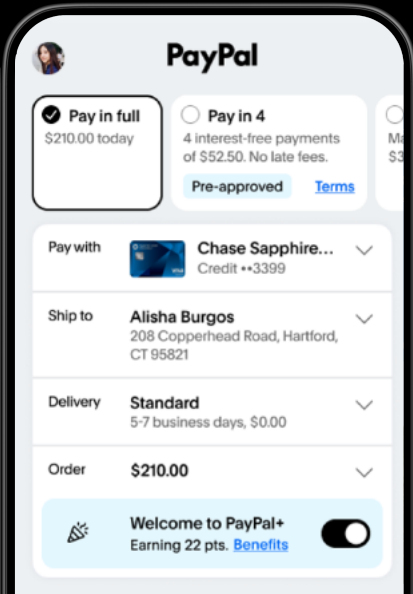 PayPal
Pay in full
$210.00 today
Pay in 4
4 interest-free payments
of $52.50. No late fees.
Pre-approved Terms
Ma
$3
Pay with
Chase Sapphire...
Credit ••3399
VISA
Ship to
Alisha Burgos
208 Copperhead Road, Hartford,
CT 95821
Delivery
Standard
5-7 business days, $0.00
Order
$210.00
Welcome to PayPal+
Earning 22 pts. Benefits